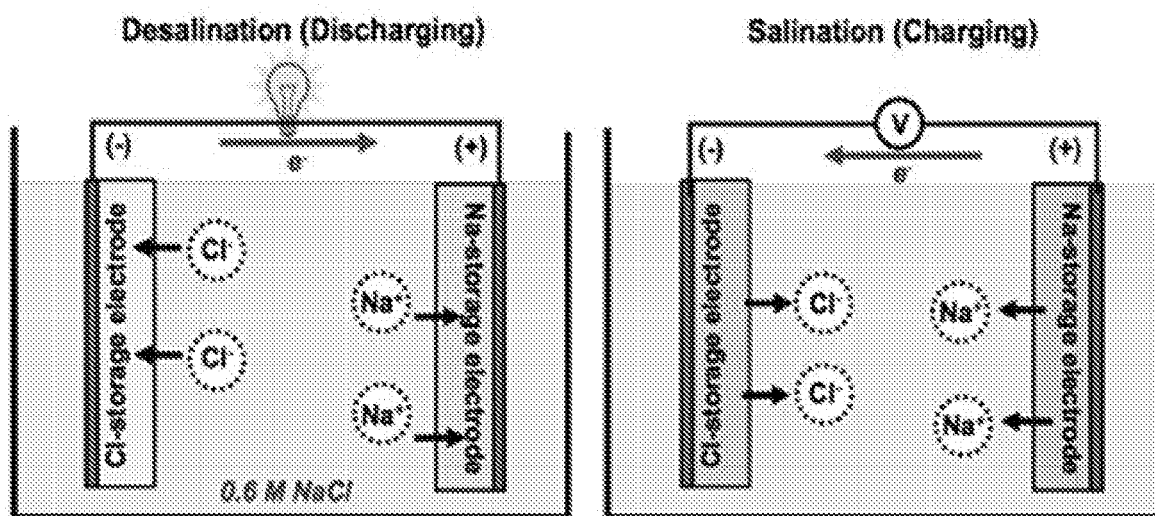 Desalination (Discharging)
Salination (Charging)
(-)
e-
(+)
Cl-storage electrode
Cl-
Cl-
Na+
Na+
Na-storage electrode
0.6 M NaCl
V
(-)
e-
(+)
Cl-storage electrode
Cl-
Cl-
Na+
Na+
Na-storage electrode